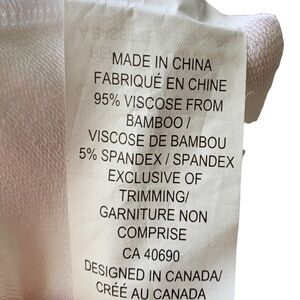 MADE IN CHINA
FABRIQUÉ EN CHINE
95% VISCOSE FROM
BAMBOO /
VISCOSE DE BAMBOU
5% SPANDEX / SPANDEX
EXCLUSIVE OF
TRIMMING/
GARNITURE NON
COMPRISE
CA 40690
DESIGNED IN CANADA/
CRÉÉ AU CANADA